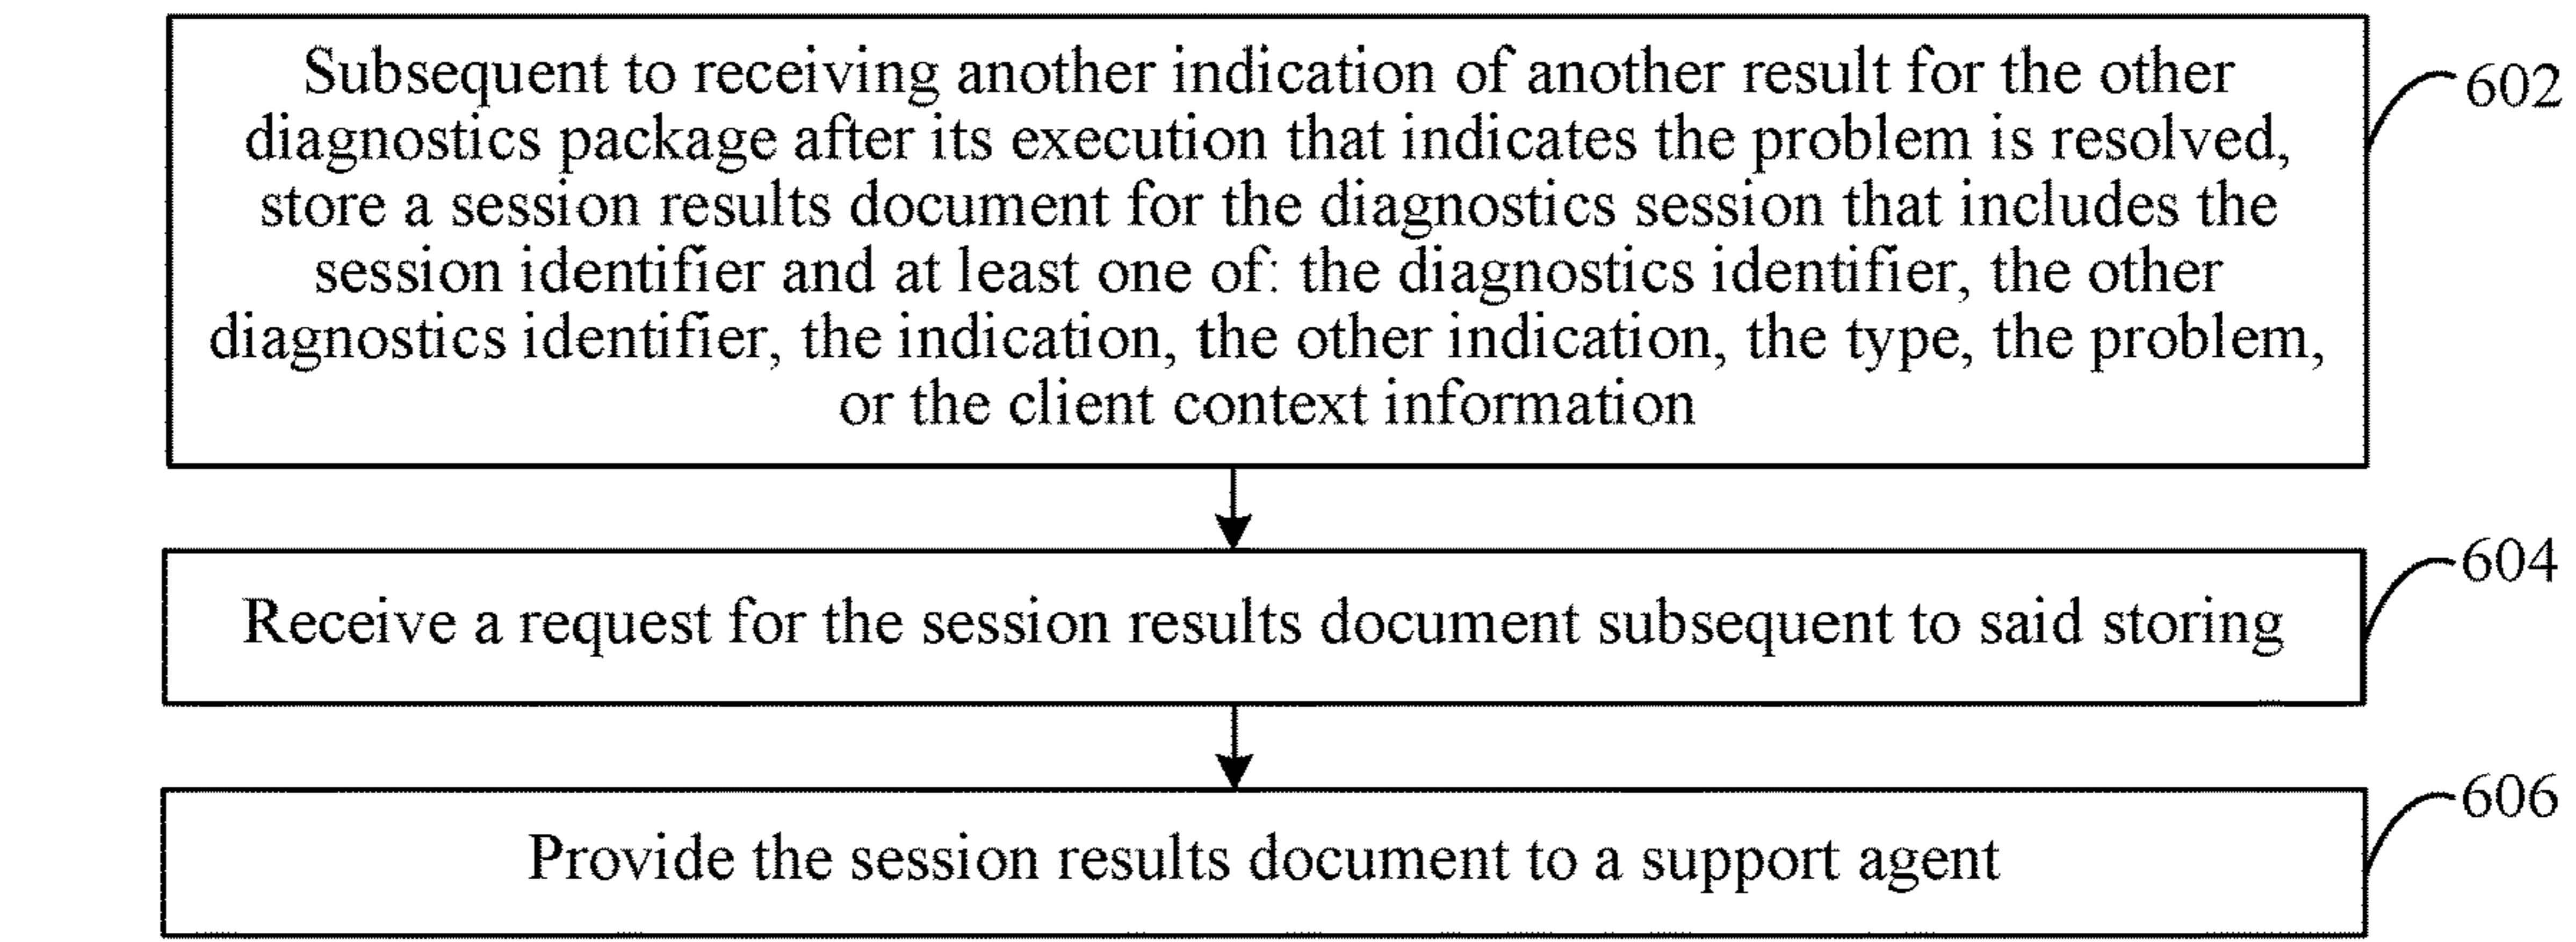 Subsequent to receiving another indication of another result for the other
diagnostics package after its execution that indicates the problem is resolved,
store a session results document for the diagnostics session that includes the
session identifier and at least one of: the diagnostics identifier, the other
diagnostics identifier, the indication, the other indication, the type, the problem,
or the client context information
602
Receive a request for the session results document subsequent to said storing
604
Provide the session results document to a support agent
606